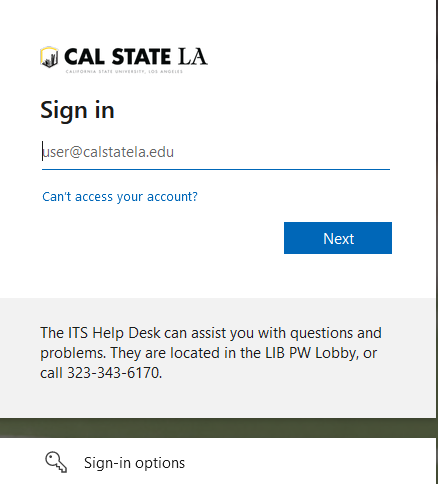 CAL STATE LA
CALIFORNIA STATE UNIVERSITY, LOS ANGELES
Sign in
user@calstatela.edu
Can't access your account?
Next
The ITS Help Desk can assist you with questions and
problems. They are located in the LIB PW Lobby, or
call 323-343-6170.
Sign-in options